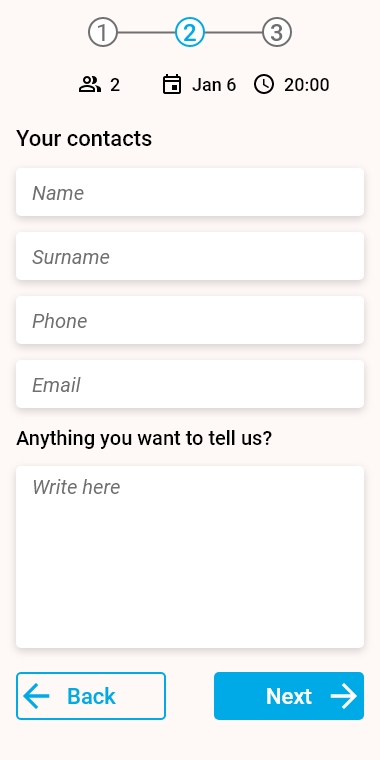 1 2 3
2 Jan 6 20:00
Your contacts
Name
Surname
Phone
Email
Anything you want to tell us?
Write here
Back Next